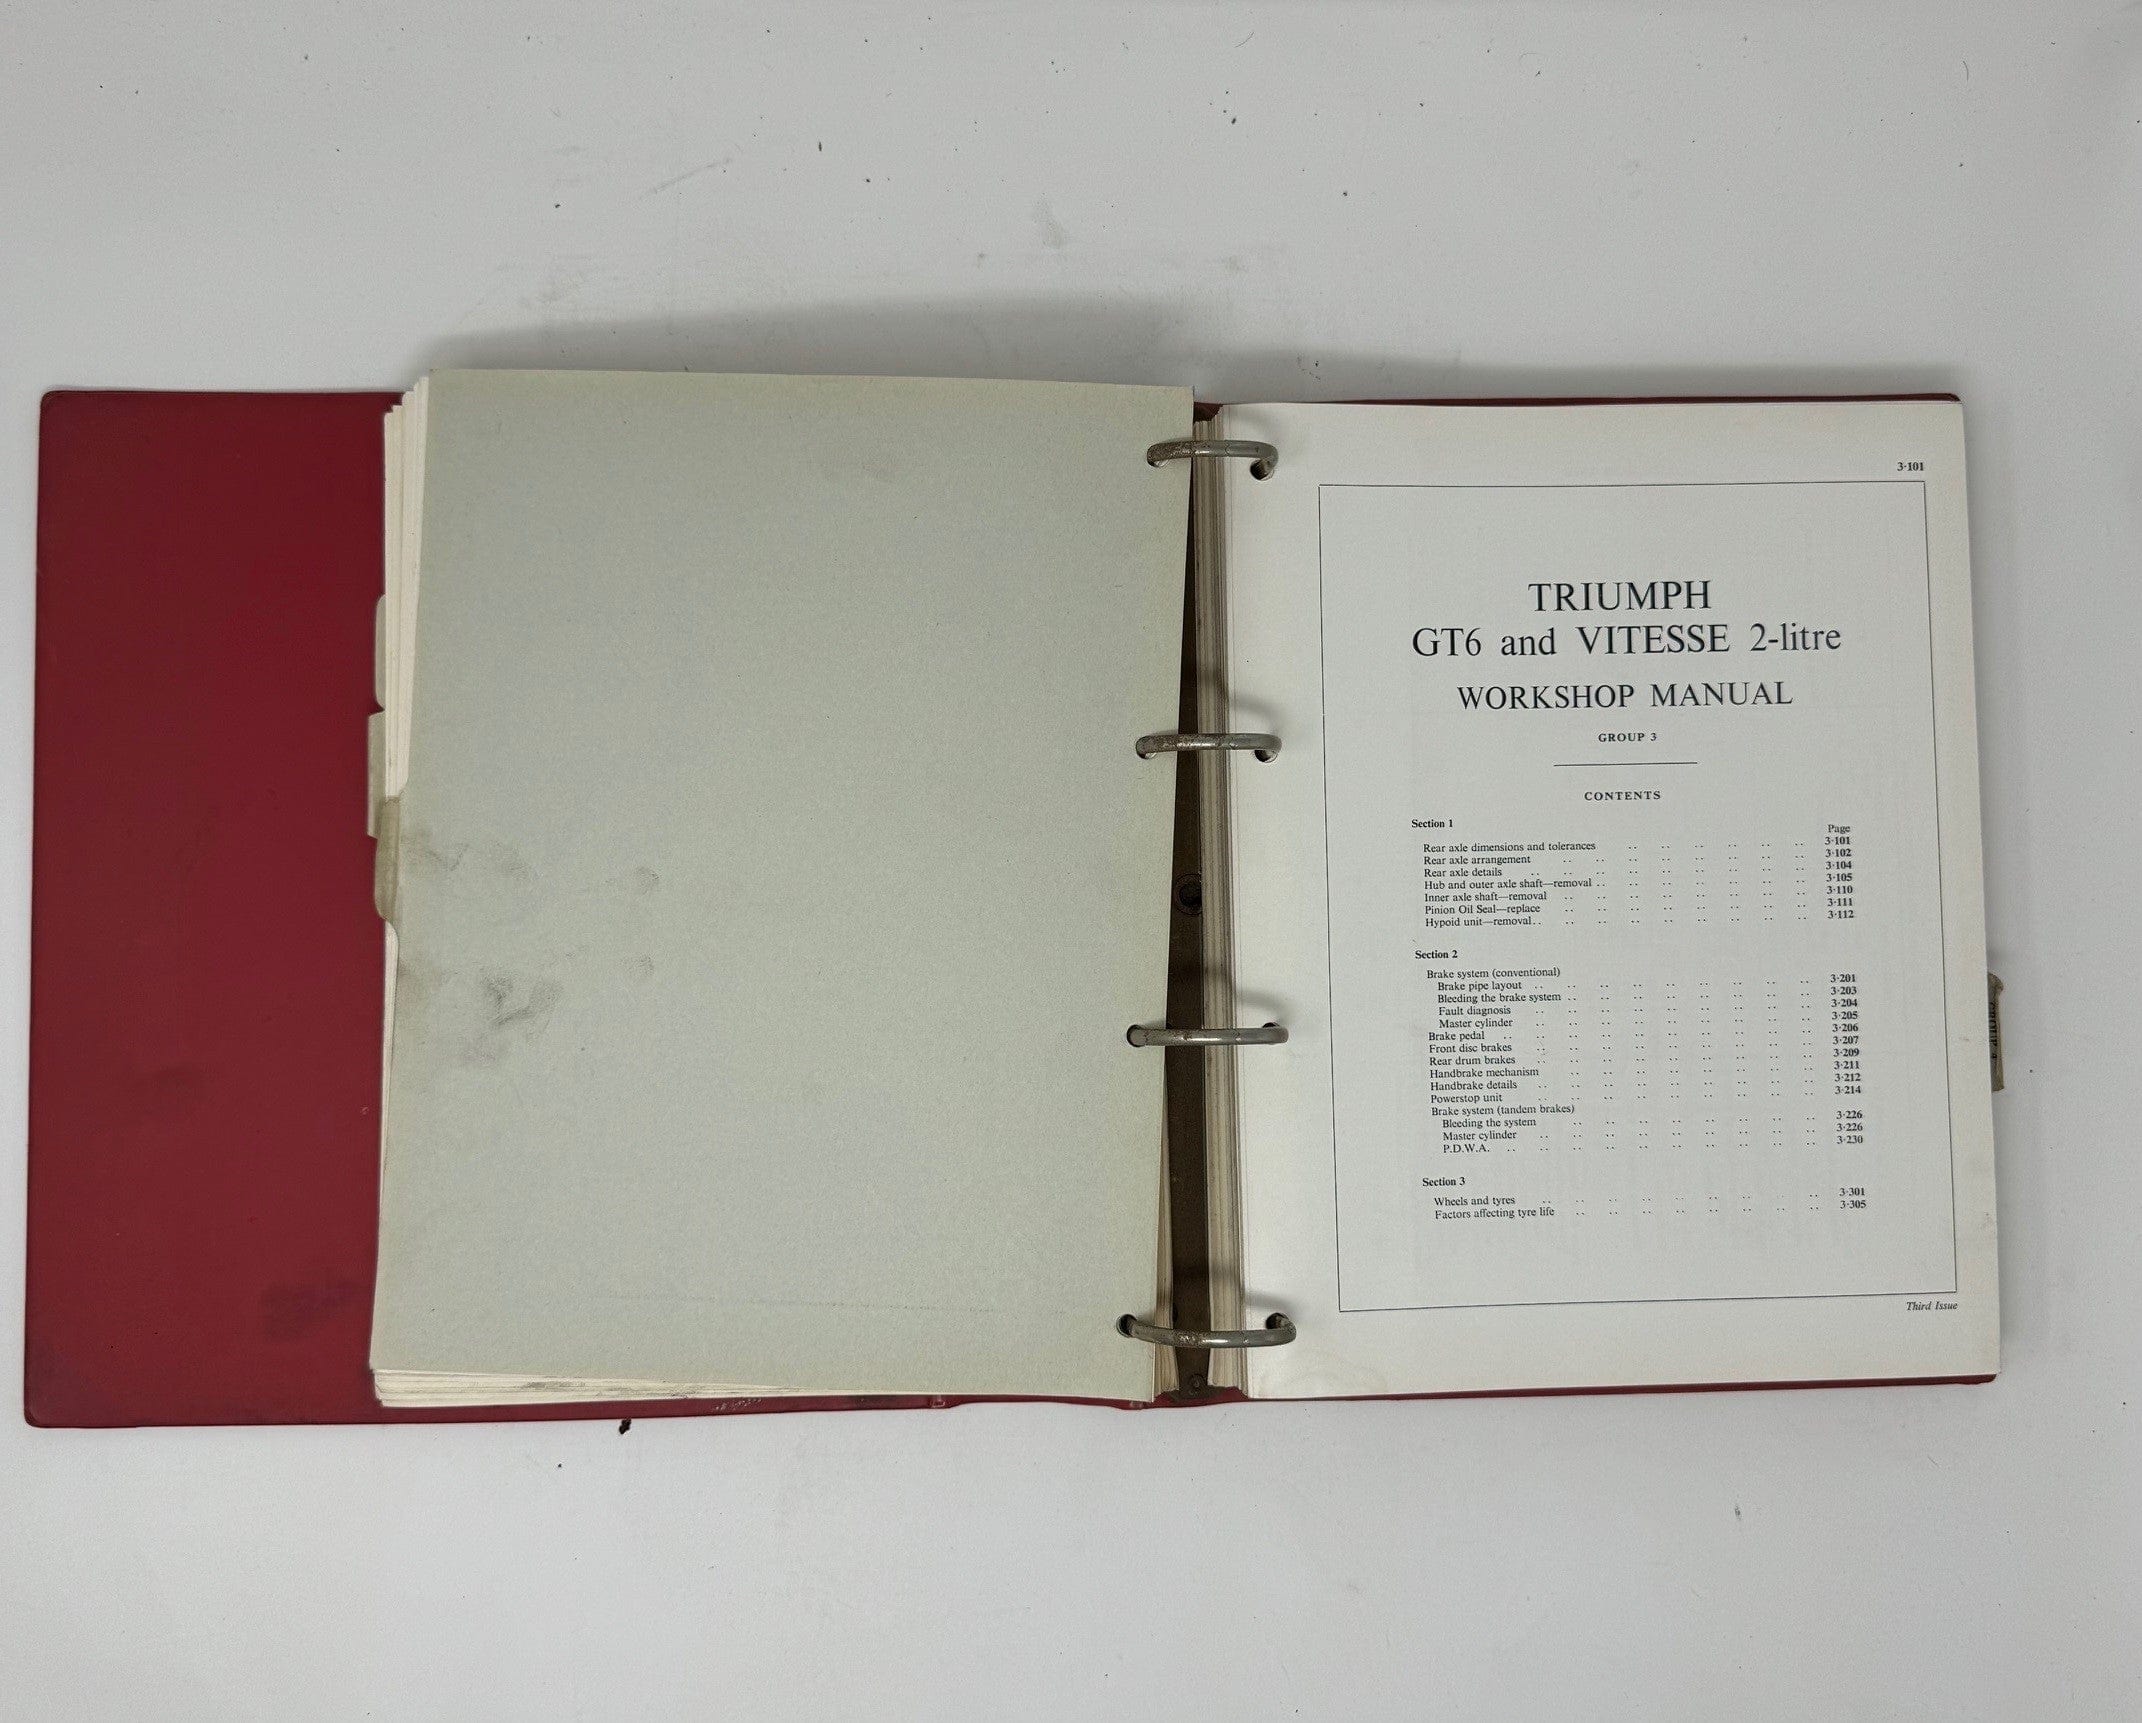 3·101
TRIUMPH
GT6 and VITESSE 2-litre
WORKSHOP MANUAL
GROUP 3
CONTENTS
Section 1
Page
Rear axle dimensions and tolerances .. .. .. .. .. .. 3·101
Rear axle arrangement .. .. .. .. .. .. .. .. 3·102
Rear axle details .. .. .. .. .. .. .. .. .. 3·104
Hub and outer axle shaft—removal .. .. .. .. .. .. .. 3·105
Inner axle shaft—removal .. .. .. .. .. .. .. .. 3·110
Pinion Oil Seal—replace .. .. .. .. .. .. .. .. 3·111
Hypoid unit—removal .. .. .. .. .. .. .. .. .. 3·112
Section 2
Brake system (conventional)
Brake pipe layout .. .. .. .. .. .. .. .. .. 3·201
Bleeding the brake system .. .. .. .. .. .. .. .. 3·203
Fault diagnosis .. .. .. .. .. .. .. .. .. 3·204
Master cylinder .. .. .. .. .. .. .. .. .. 3·205
Brake pedal .. .. .. .. .. .. .. .. .. .. 3·206
Front disc brakes .. .. .. .. .. .. .. .. .. 3·207
Rear drum brakes .. .. .. .. .. .. .. .. .. 3·209
Handbrake mechanism .. .. .. .. .. .. .. .. 3·211
Handbrake details .. .. .. .. .. .. .. .. .. 3·212
Powerstop unit .. .. .. .. .. .. .. .. .. 3·214
Brake system (tandem brakes)
Bleeding the system .. .. .. .. .. .. .. .. 3·226
Master cylinder .. .. .. .. .. .. .. .. .. 3·226
P.D.W.A. .. .. .. .. .. .. .. .. .. .. 3·230
Section 3
Wheels and tyres .. .. .. .. .. .. .. .. .. 3·301
Factors affecting tyre life .. .. .. .. .. .. .. .. 3·305
Third Issue